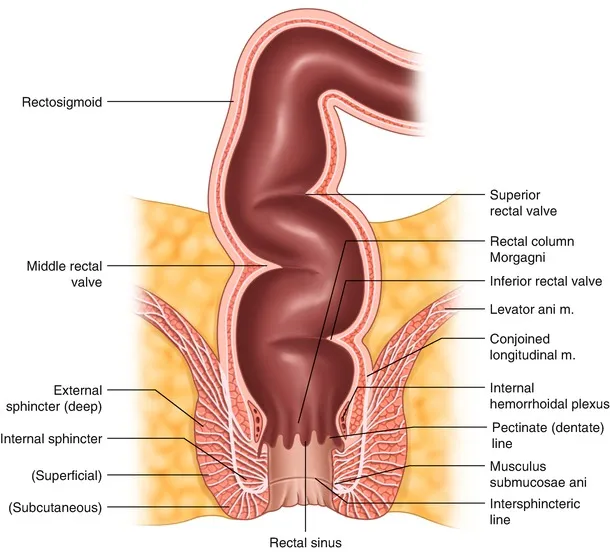 Rectosigmoid
Middle rectal
valve
External
sphincter (deep)
Internal sphincter
(Superficial)
(Subcutaneous)
Superior
rectal valve
Rectal column
Morgagni
Inferior rectal valve
Levator ani m.
Conjoined
longitudinal m.
Internal
hemorrhoidal plexus
Pectinate (dentate)
line
Musculus
submucosae ani
Intersphincteric
line
Rectal sinus